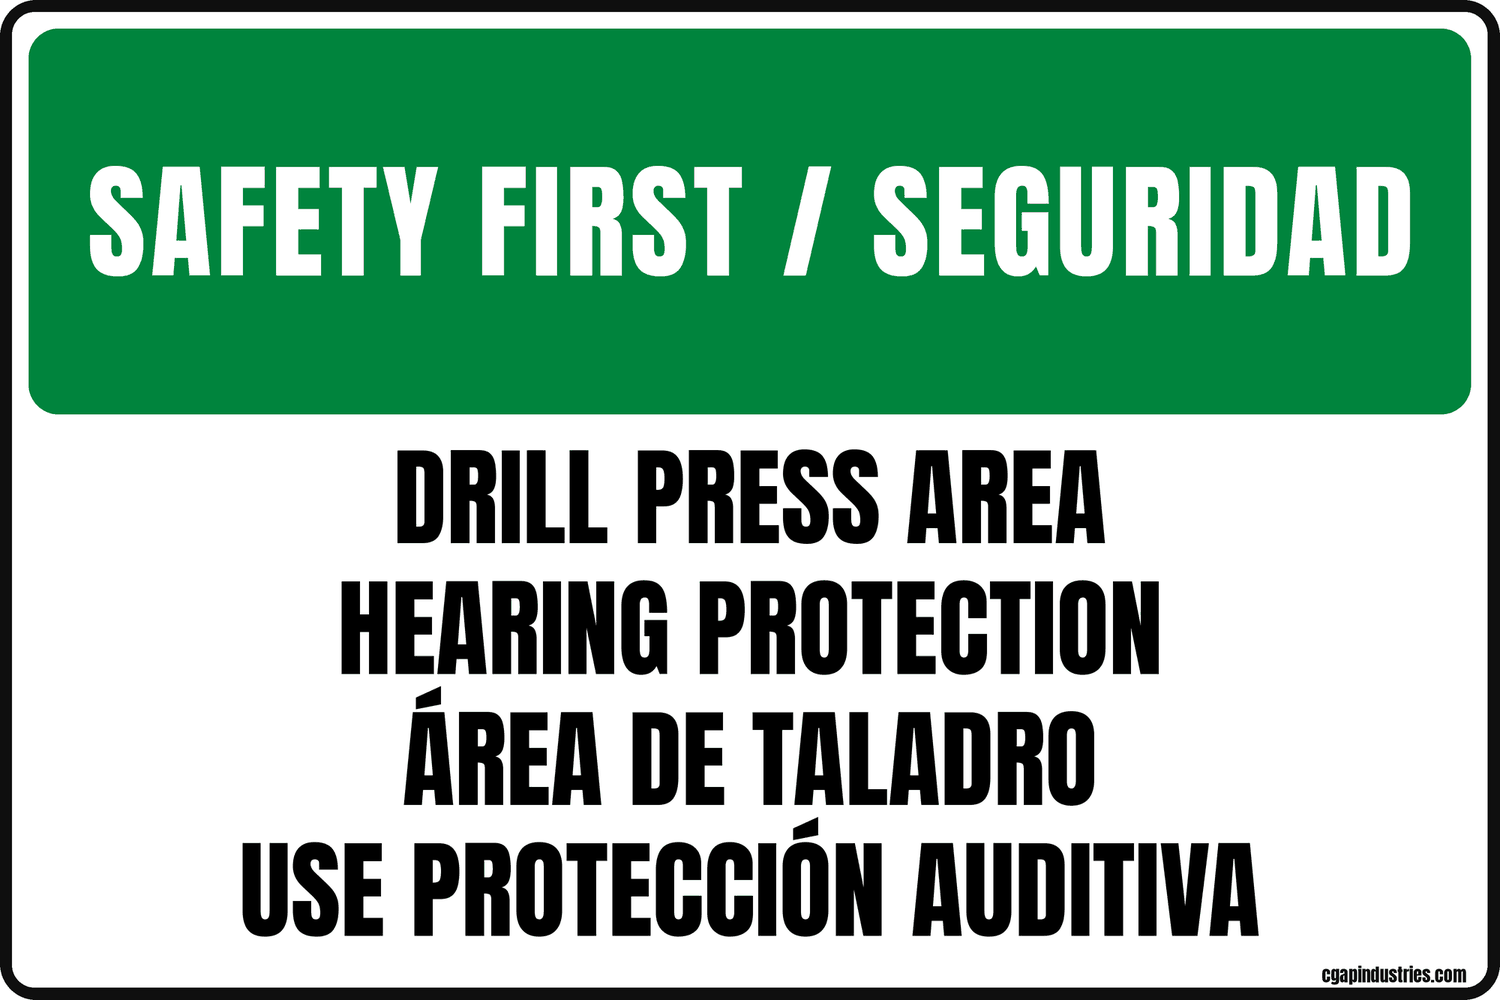 SAFETY FIRST / SEGURIDAD
DRILL PRESS AREA
HEARING PROTECTION
ÁREA DE TALADRO
USE PROTECCIÓN AUDITIVA
cgapindustries.com